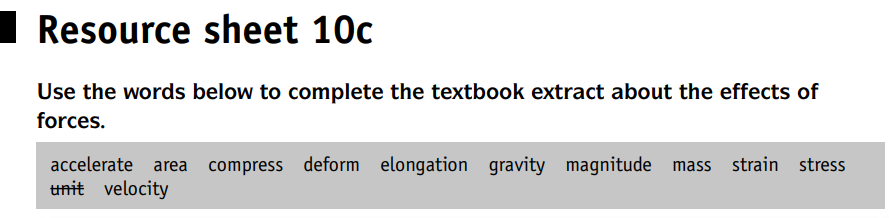 Resource sheet 10c
Use the words below to complete the textbook extract about the effects of
forces.
accelerate area compress deform elongation gravity magnitude mass strain stress
unit velocity